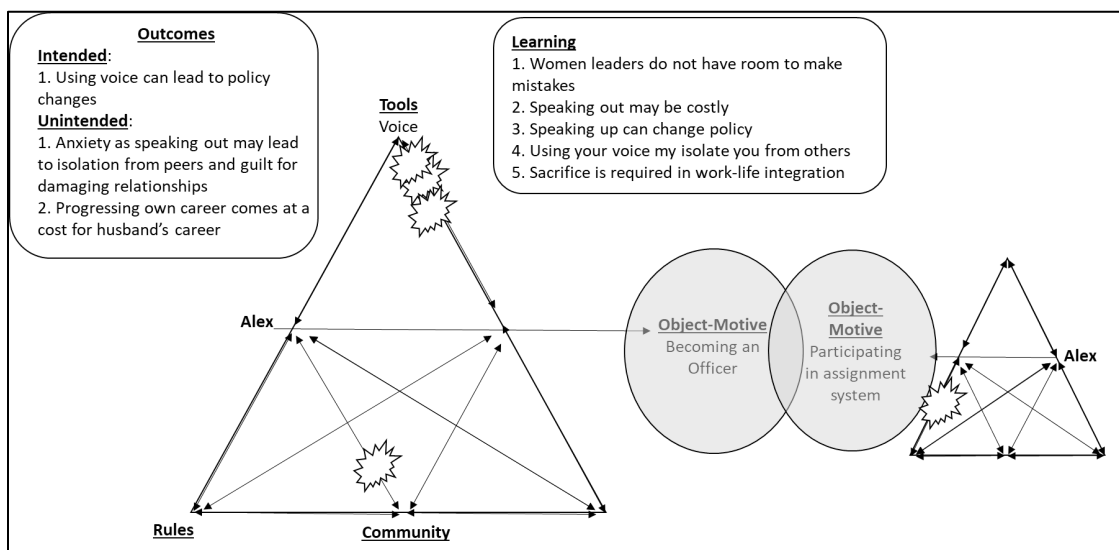 Outcomes
Intended:
1. Using voice can lead to policy
changes
Unintended:
1. Anxiety as speaking out may lead
to isolation from peers and guilt for
damaging relationships
2. Progressing own career comes at a
cost for husband's career
Learning
1. Women leaders do not have room to make
mistakes
2. Speaking out may be costly
3. Speaking up can change policy
4. Using your voice my isolate you from others
5. Sacrifice is required in work-life integration
Tools
Voice
Alex
Object-Motive
Becoming an
Officer
Object-
Motive
Participating
in assignment
system
Alex
Rules
Community